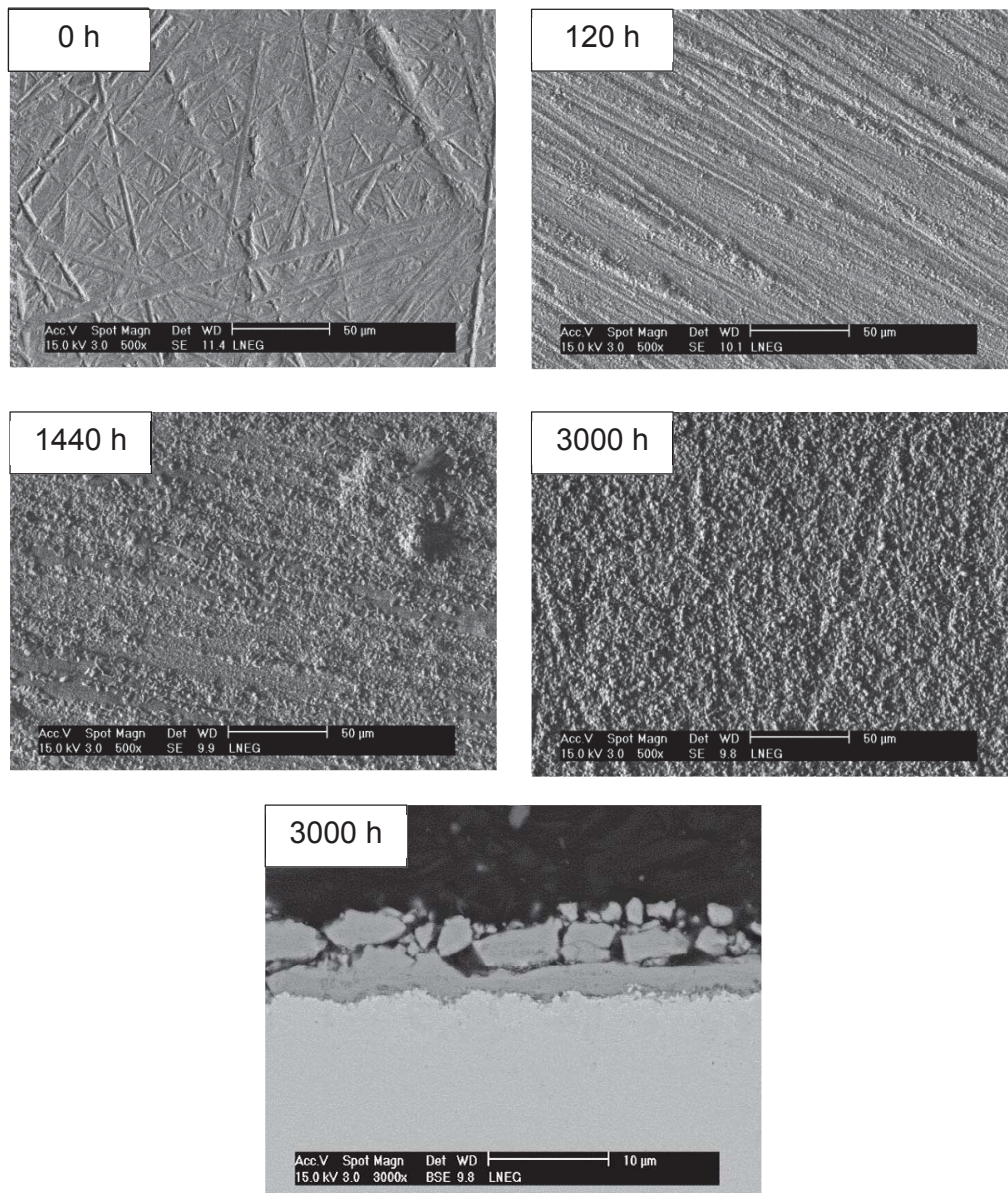 0 h
Acc.V Spot Magn Det WD 50 µm
15.0 kV 3.0 500x SE 11.4 LNEG
120 h
Acc.V Spot Magn Det WD 50 µm
15.0 kV 3.0 500x SE 10.1 LNEG
1440 h
Acc.V Spot Magn Det WD 50 µm
15.0 kV 3.0 500x SE 9.9 LNEG
3000 h
Acc.V Spot Magn Det WD 50 µm
15.0 kV 3.0 500x SE 9.8 LNEG
3000 h
Acc.V Spot Magn Det WD 10 µm
15.0 kV 3.0 3000x BSE 9.8 LNEG